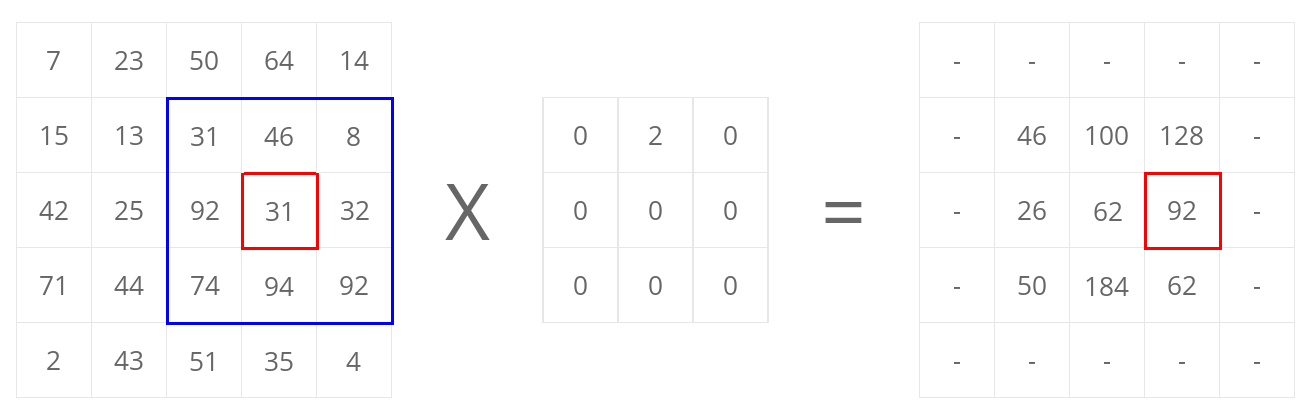 7 23 50 64 14
15 13 31 46 8
42 25 92 31 32
71 44 74 94 92
2 43 51 35 4
X
0 2 0
0 0 0
0 0 0
=
- - - - -
- 46 100 128 -
- 26 62 92 -
- 50 184 62 -
- - - - -